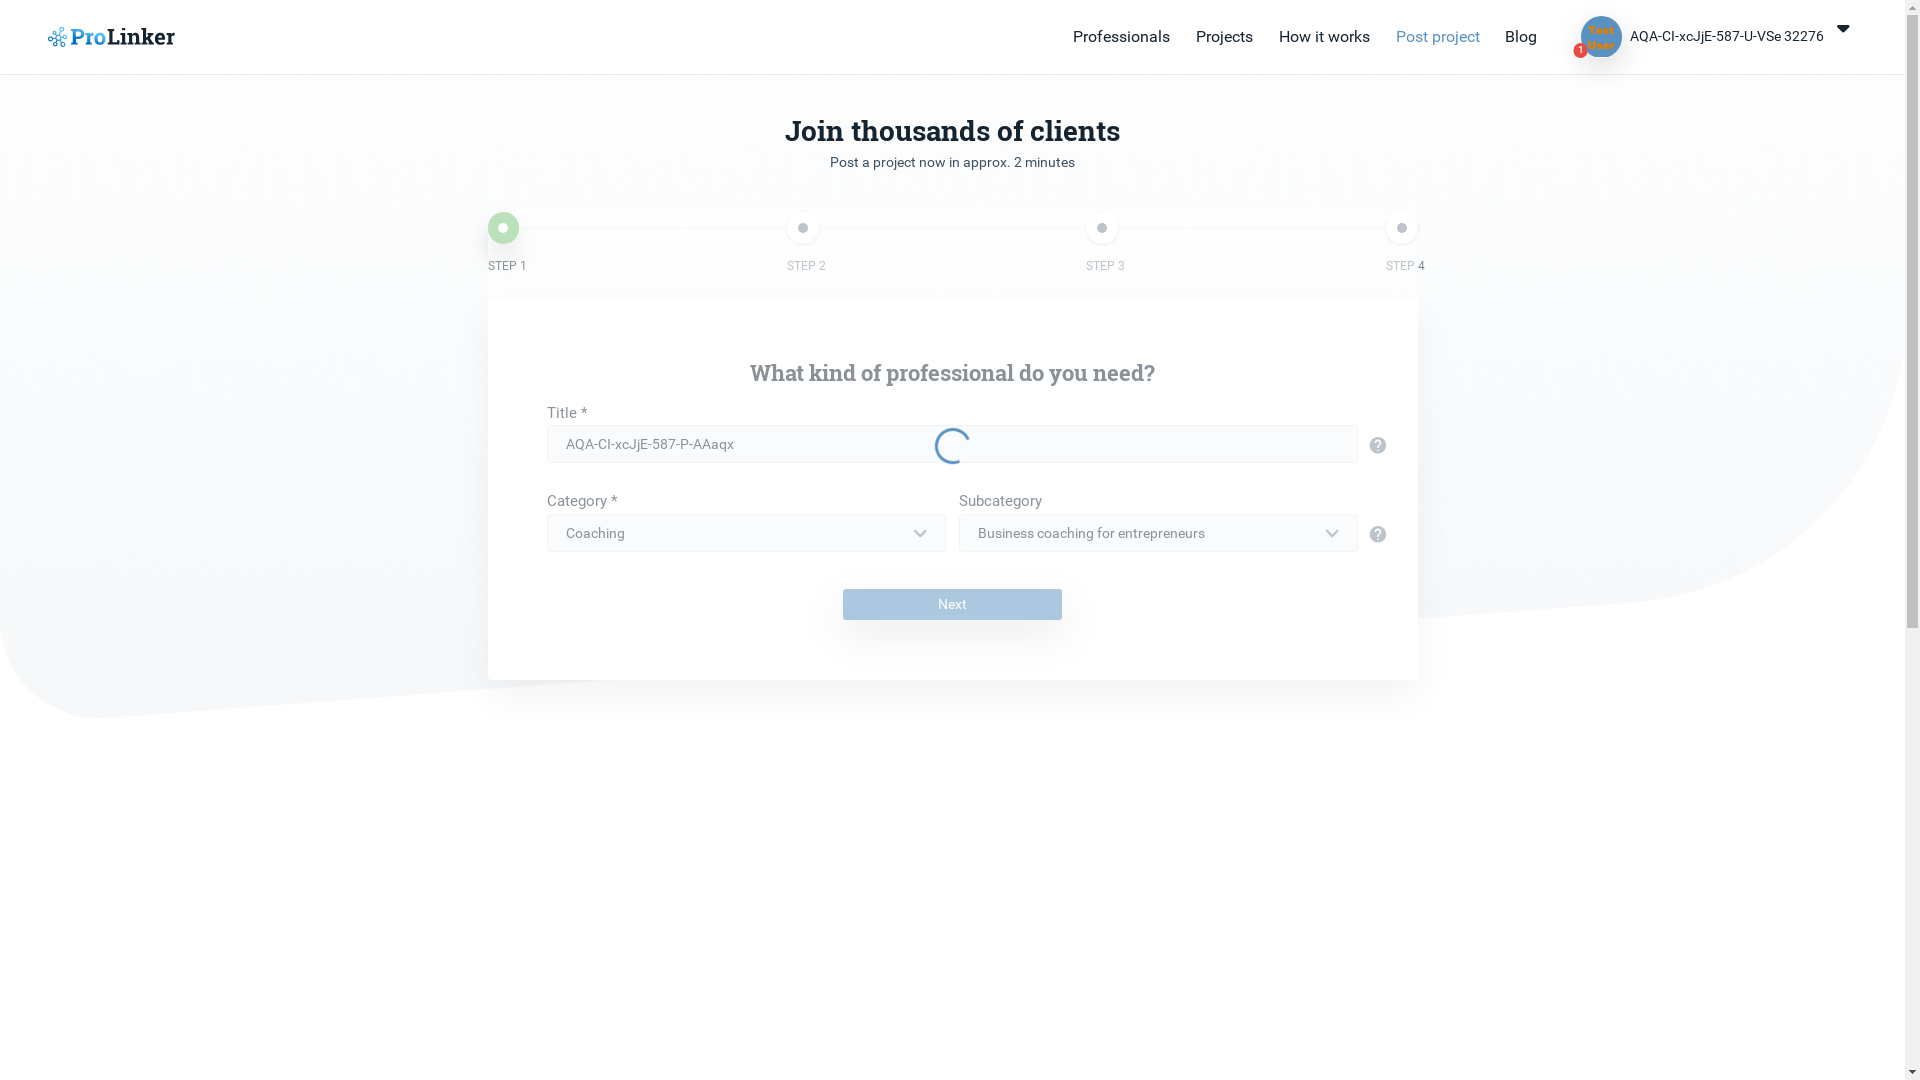 ProLinker
Professionals
Projects
How it works
Post project
Blog
Test
User
1
AQA-CI-xcJjE-587-U-VSe 32276
Join thousands of clients
Post a project now in approx. 2 minutes
STEP 1
STEP 2
STEP 3
STEP 4
What kind of professional do you need?
Title *
AQA-CI-xcJjE-587-P-AAaqx
?
Category *
Subcategory
Coaching
Business coaching for entrepreneurs
?
Next